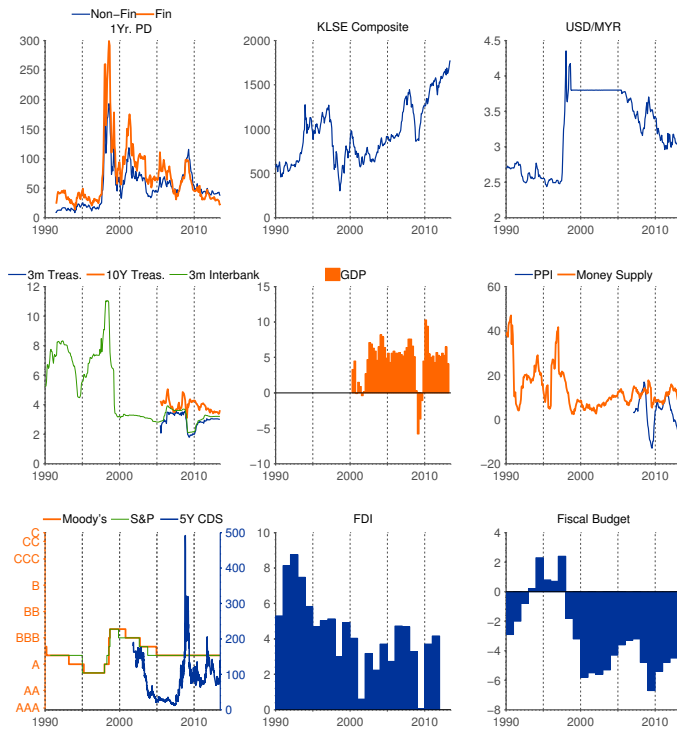 Non-Fin Fin
1Yr. PD
300
250
200
150
100
50
0
1990 2000 2010
KLSE Composite
2000
1500
1000
500
0
1990 2000 2010
USD/MYR
4.5
4
3.5
3
2.5
2
1990 2000 2010
3m Treas. 10Y Treas. 3m Interbank
12
10
8
6
4
2
0
1990 2000 2010
GDP
15
10
5
0
−5
−10
1990 2000 2010
PPI Money Supply
60
40
20
0
−20
1990 2000 2010
Moody's S&P 5Y CDS
C
CC
CCC
B
BB
BBB
A
AA
AAA
500
400
300
200
100
0
1990 2000 2010
FDI
10
8
6
4
2
0
1990 2000 2010
Fiscal Budget
4
2
0
−2
−4
−6
−8
1990 2000 2010